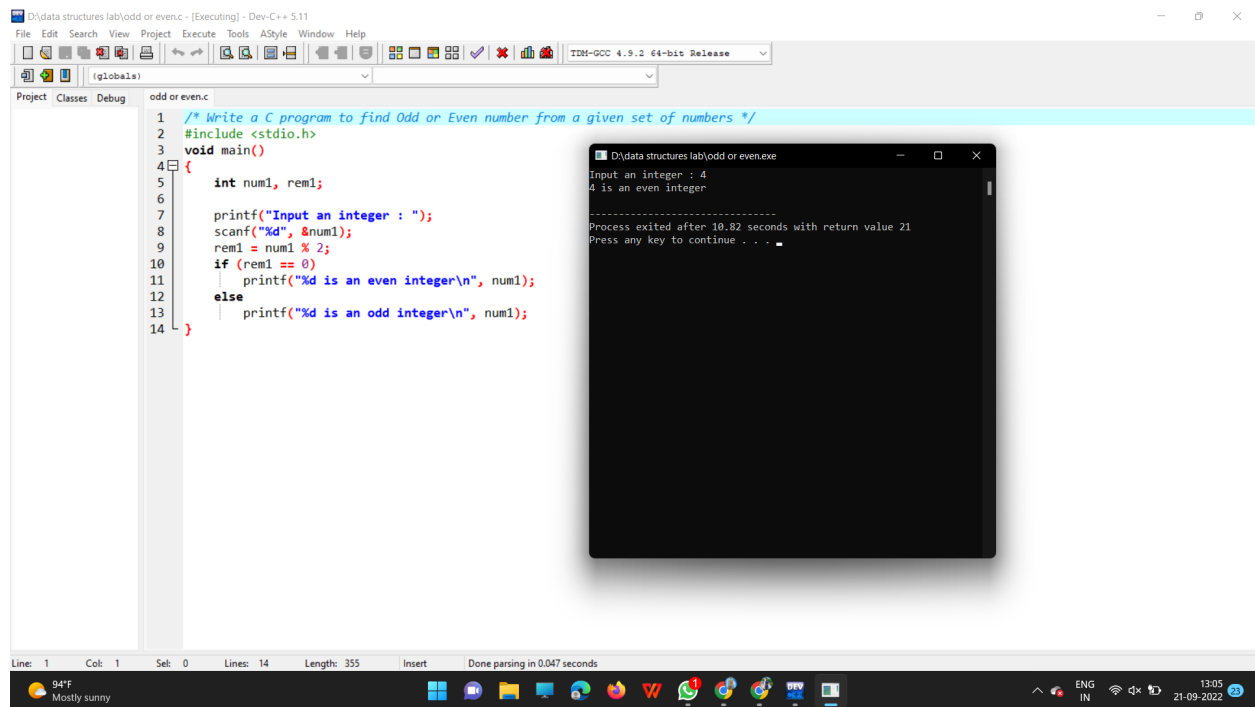 D:\data structures lab\odd or even.c - [Executing] - Dev-C++ 5.11
File Edit Search View Project Execute Tools AStyle Window Help
TDM-GCC 4.9.2 64-bit Release
(globals)
Project Classes Debug
odd or even.c
1 /* Write a C program to find Odd or Even number from a given set of numbers */
2 #include <stdio.h>
3 void main()
4 {
5 int num1, rem1;
6
7 printf("Input an integer : ");
8 scanf("%d", &num1);
9 rem1 = num1 % 2;
10 if (rem1 == 0)
11 printf("%d is an even integer\n", num1);
12 else
13 printf("%d is an odd integer\n", num1);
14 }
D:\data structures lab\odd or even.exe
Input an integer : 4
4 is an even integer
--------------------------------
Process exited after 10.82 seconds with return value 21
Press any key to continue . . .
Line: 1 Col: 1 Sel: 0 Lines: 14 Length: 355 Insert Done parsing in 0.047 seconds
94°F
Mostly sunny
W
1
DEV
ENG
IN
13:05
21-09-2022
23